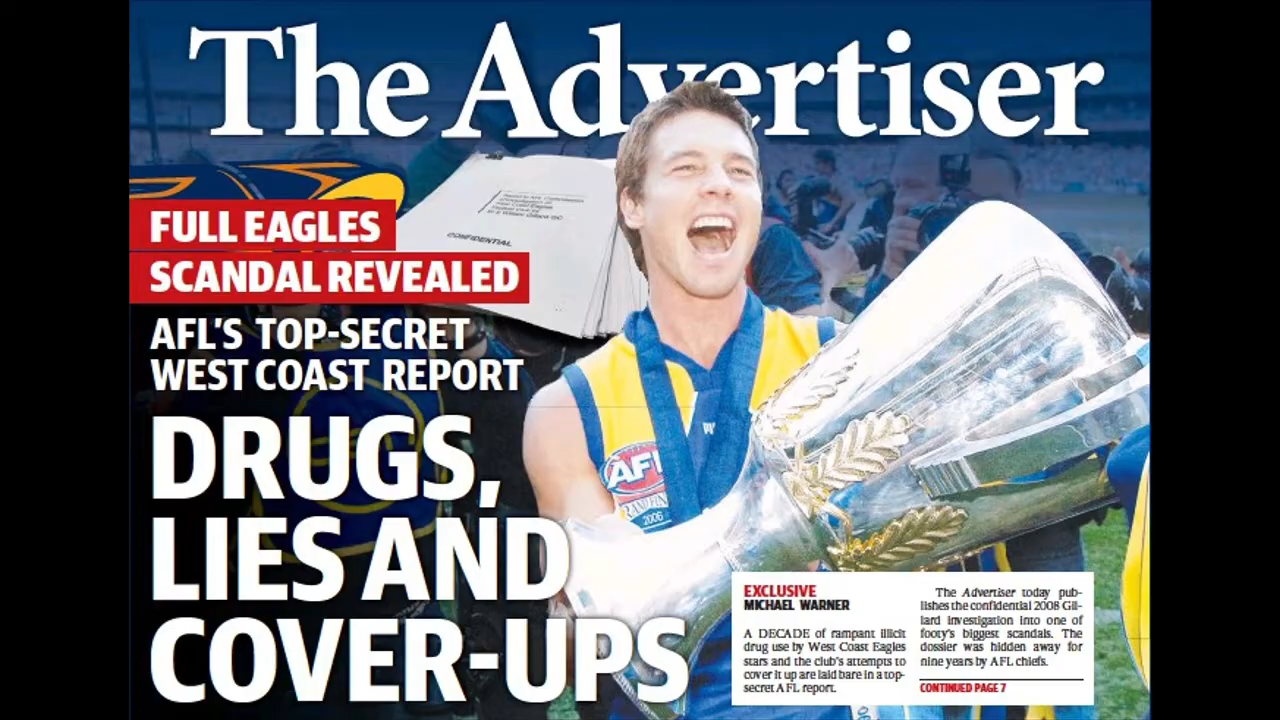 The Advertiser
CONFIDENTIAL
FULL EAGLES
SCANDAL REVEALED
AFL'S TOP-SECRET
WEST COAST REPORT
DRUGS,
LIES AND
COVER-UPS
AFL
2006
EXCLUSIVE
MICHAEL WARNER
A DECADE of rampant illicit
drug use by West Coast Eagles
stars and the club's attempts to
cover it up are laid bare in a top-
secret AFL report.
The Advertiser today pub-
lishes the confidential 2008 Gil-
lard investigation into one of
footy's biggest scandals. The
dossier was hidden away for
nine years by AFL chiefs.
CONTINUED PAGE 7